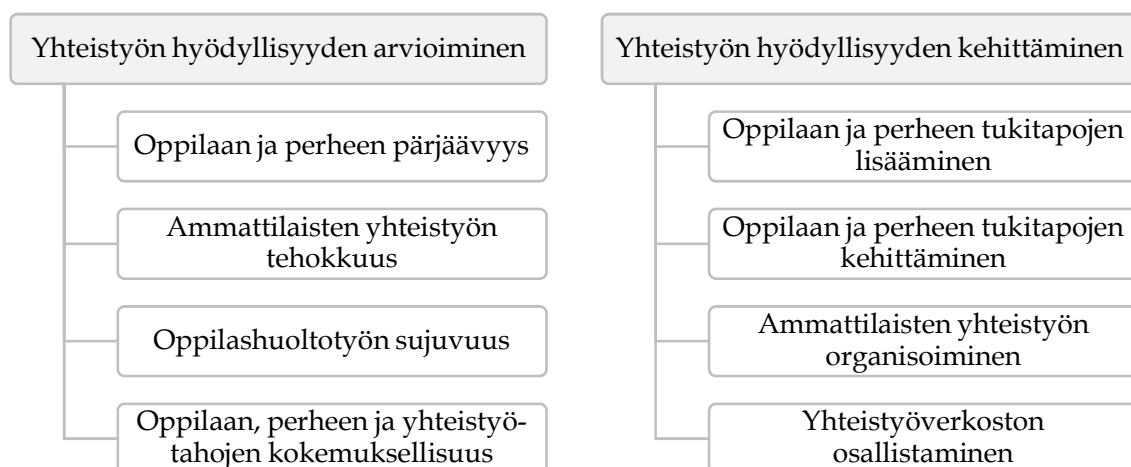 Yhteistyön hyödyllisyyden arvioiminen
Oppilaan ja perheen pärjäävyys
Ammattilaisten yhteistyön
tehokkuus
Oppilashuoltotyön sujuvuus
Oppilaan, perheen ja yhteistyö-
tahojen kokemuksellisuus
Yhteistyön hyödyllisyyden kehittäminen
Oppilaan ja perheen tukitapojen
lisääminen
Oppilaan ja perheen tukitapojen
kehittäminen
Ammattilaisten yhteistyön
organisoiminen
Yhteistyöverkoston
osallistaminen